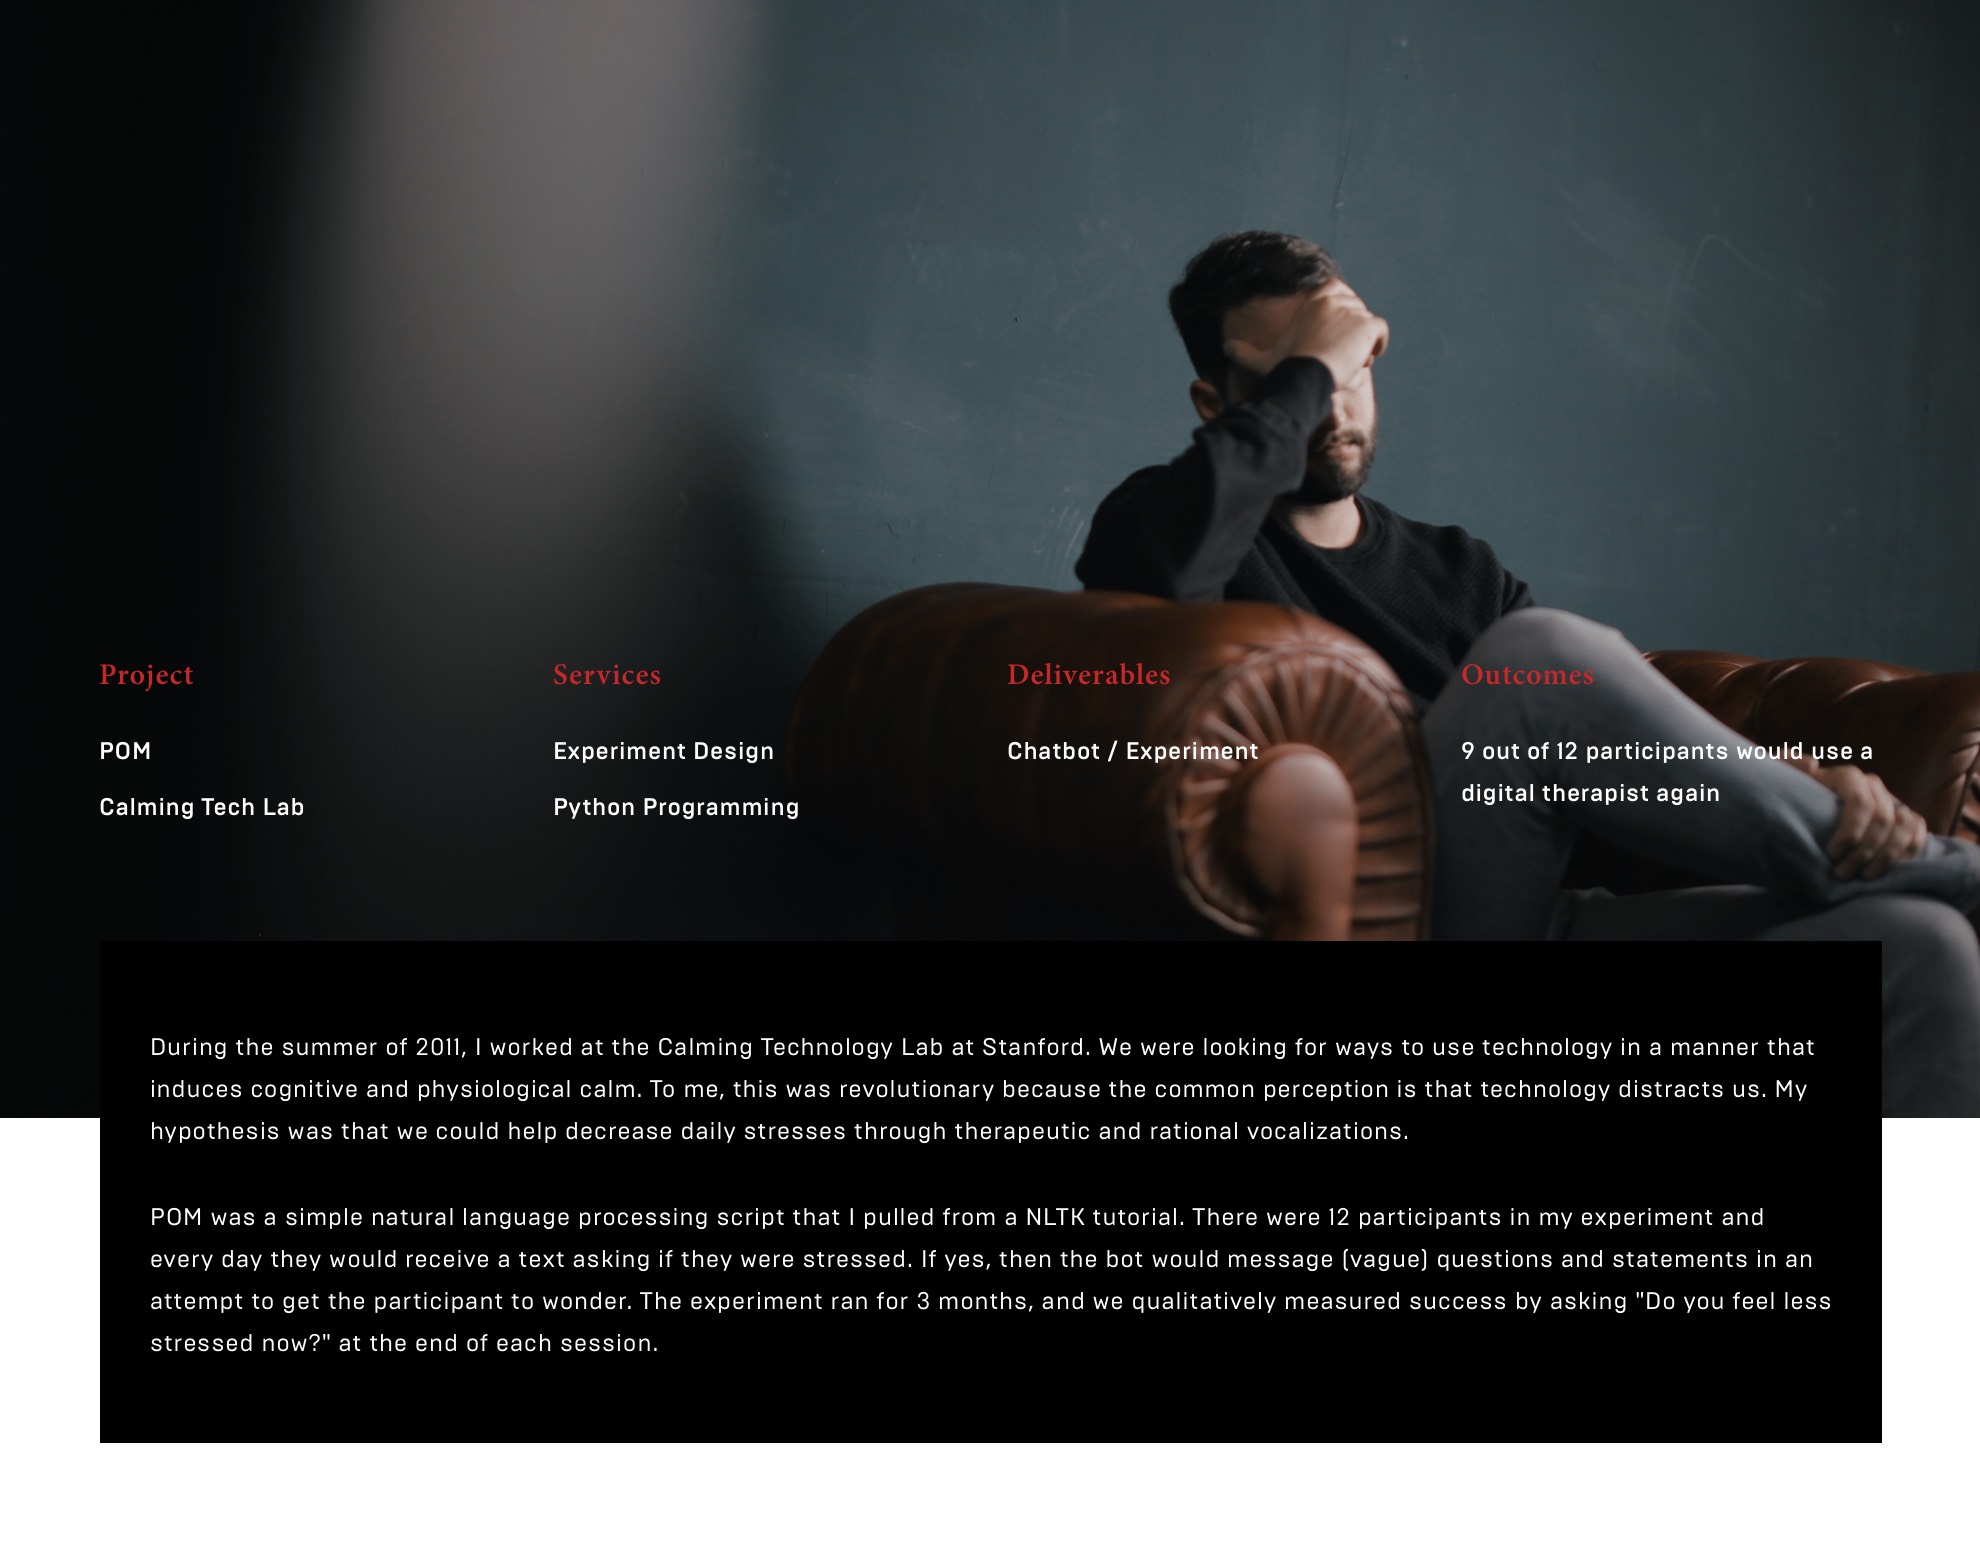 Project
POM
Calming Tech Lab
Services
Experiment Design
Python Programming
Deliverables
Chatbot / Experiment
Outcomes
9 out of 12 participants would use a
digital therapist again
During the summer of 2011, I worked at the Calming Technology Lab at Stanford. We were looking for ways to use technology in a manner that
induces cognitive and physiological calm. To me, this was revolutionary because the common perception is that technology distracts us. My
hypothesis was that we could help decrease daily stresses through therapeutic and rational vocalizations.
POM was a simple natural language processing script that I pulled from a NLTK tutorial. There were 12 participants in my experiment and
every day they would receive a text asking if they were stressed. If yes, then the bot would message (vague) questions and statements in an
attempt to get the participant to wonder. The experiment ran for 3 months, and we qualitatively measured success by asking "Do you feel less
stressed now?" at the end of each session.